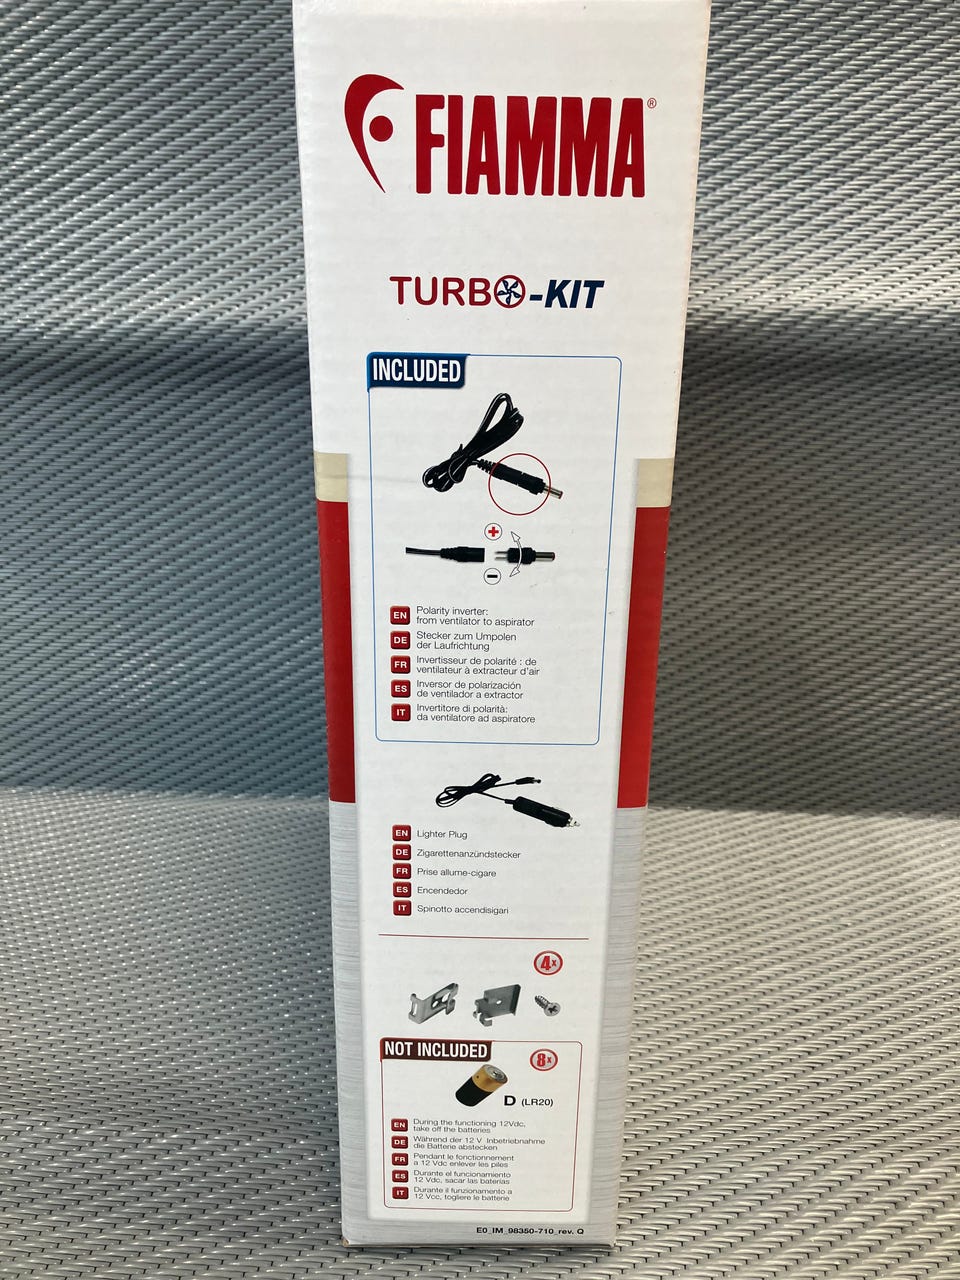 FIAMMA®
TURBO-KIT
INCLUDED
+
−
EN Polarity inverter:
from ventilator to aspirator
DE Stecker zum Umpolen
der Laufrichtung
FR Invertisseur de polarité : de
ventilateur à extracteur d'air
ES Inversor de polarización
de ventilador a extractor
IT Invertitore di polarità:
da ventilatore ad aspiratore
EN Lighter Plug
DE Zigarettenanzündstecker
FR Prise allume-cigare
ES Encendedor
IT Spinotto accendisigari
4x
NOT INCLUDED
8x
D (LR20)
EN During the functioning 12Vdc,
take off the batteries
DE Während der 12 V Inbetriebnahme
die Batterie abstecken
FR Pendant le fonctionnement
a 12 Vdc enlever les piles
ES Durante el funcionamiento
12 Vdc, sacar las baterías
IT Durante il funzionamento a
12 Vcc, togliere le batterie
E0_IM_98350-710_rev. Q